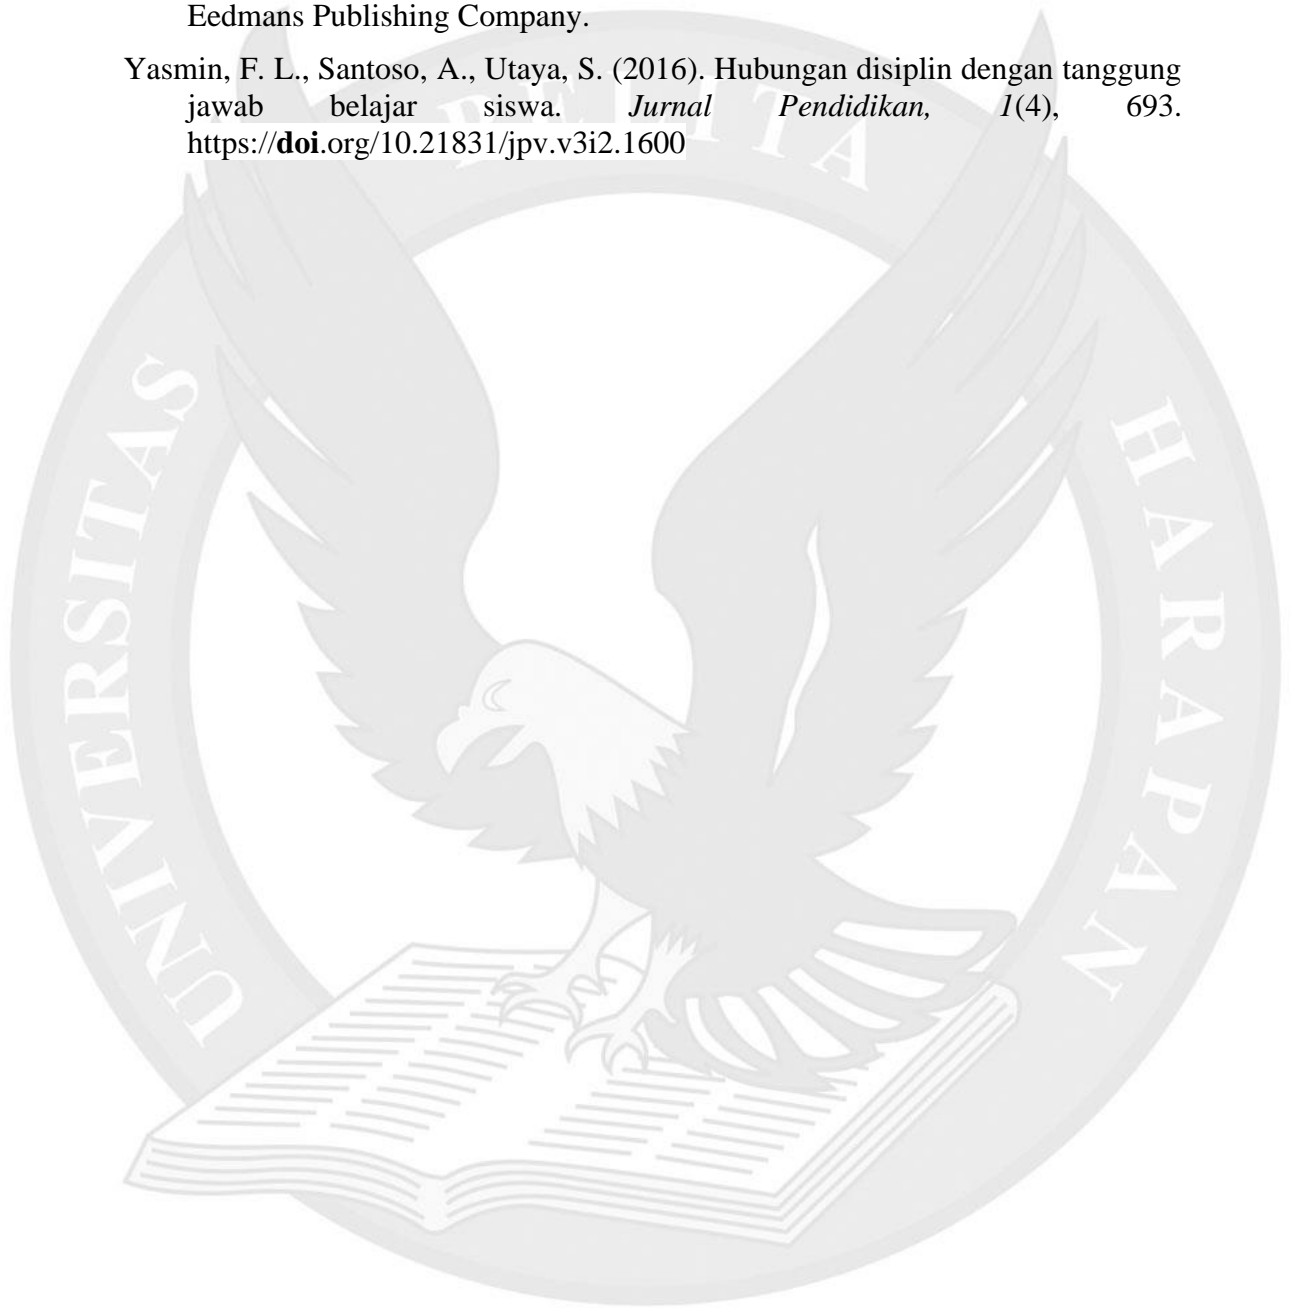 Eedmans Publishing Company.
Yasmin, F. L., Santoso, A., Utaya, S. (2016). Hubungan disiplin dengan tanggung
jawab belajar siswa. Jurnal Pendidikan, 1(4), 693.
https://doi.org/10.21831/jpv.v3i2.1600
UNIVERSITAS PELITA HARAPAN